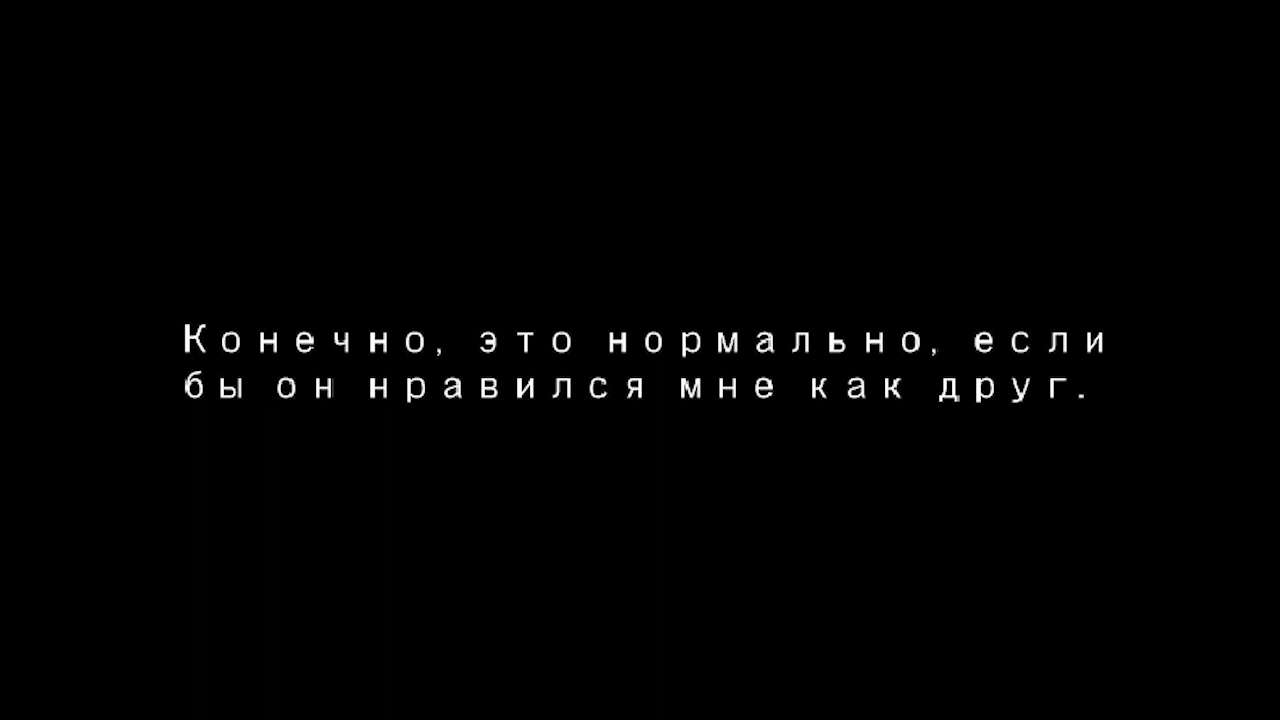 Конечно, это нормально, если
бы он нравился мне как друг.